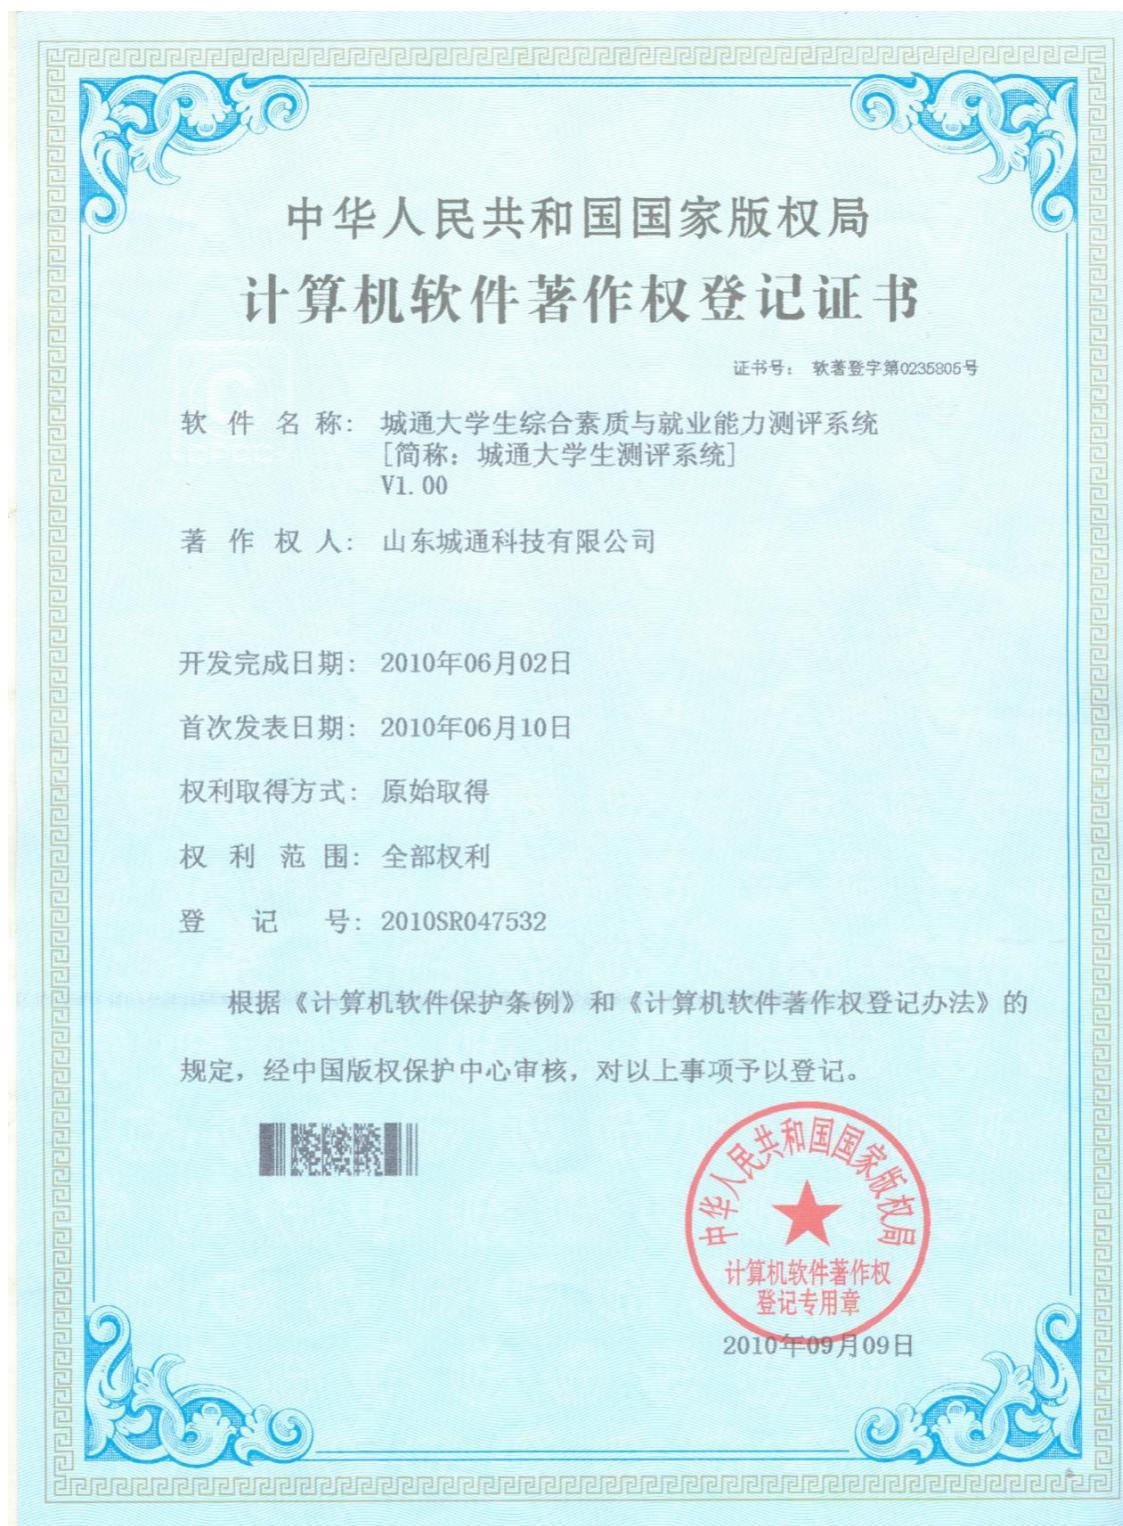 中华人民共和国国家版权局
计算机软件著作权登记证书
证书号： 软著登字第0235805号
软件名称： 城通大学生综合素质与就业能力测评系统
[简称：城通大学生测评系统]
V1.00
著作权人： 山东城通科技有限公司
开发完成日期： 2010年06月02日
首次发表日期： 2010年06月10日
权利取得方式： 原始取得
权利范围： 全部权利
登记号： 2010SR047532
根据《计算机软件保护条例》和《计算机软件著作权登记办法》的
规定，经中国版权保护中心审核，对以上事项予以登记。
中华人民共和国国家版权局
计算机软件著作权
登记专用章
2010年09月09日